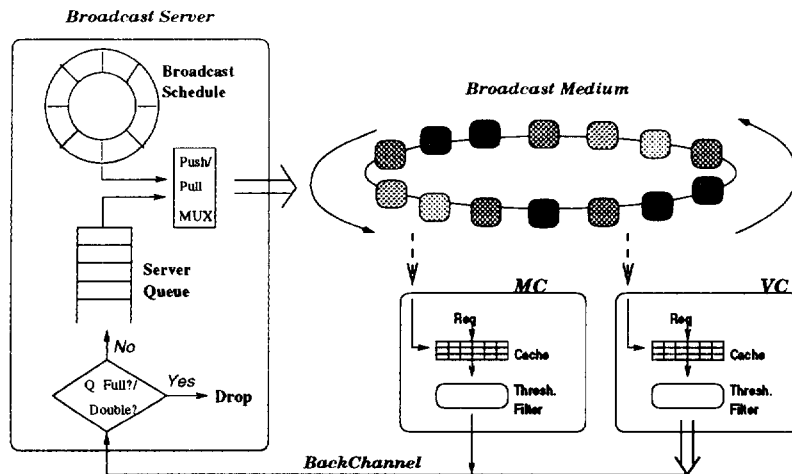 Broadcast Server
Broadcast
Schedule
Push/
Pull
MUX
Server
Queue
No
Q Full?/
Double?
Yes
Drop
Broadcast Medium
MC
Req
Cache
Thresh.
Filter
VC
Req
Cache
Thresh.
Filter
BackChannel